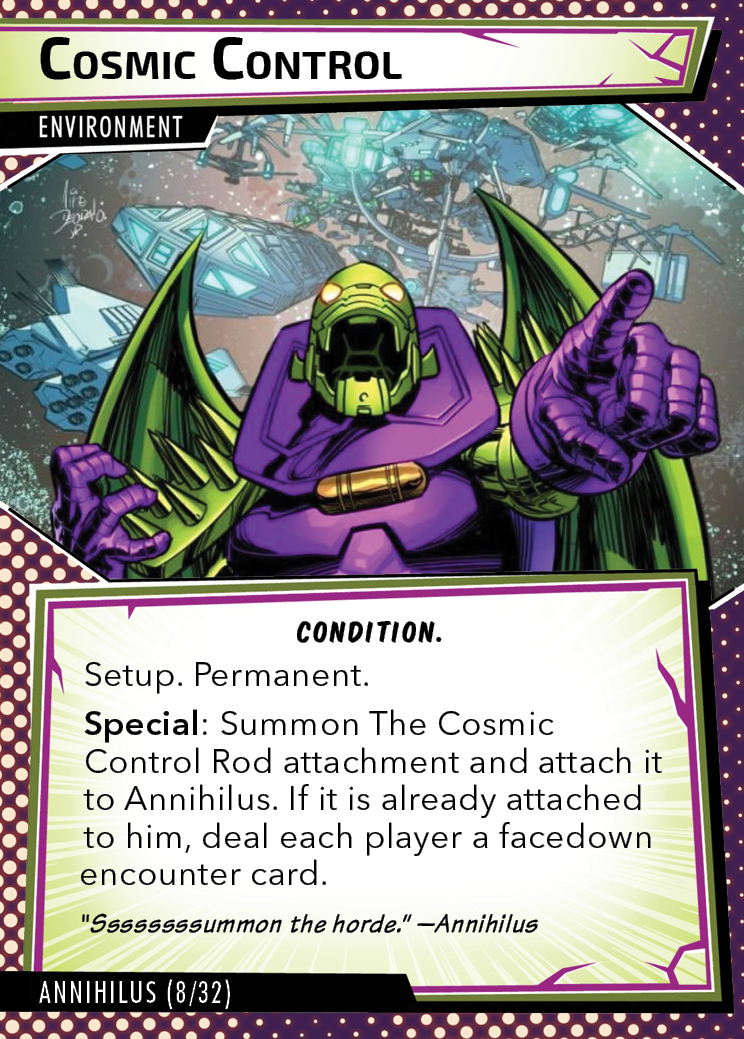 COSMIC CONTROL
ENVIRONMENT
CONDITION.
Setup. Permanent.
Special: Summon The Cosmic
Control Rod attachment and attach it
to Annihilus. If it is already attached
to him, deal each player a facedown
encounter card.
"Sssssssummon the horde." —Annihilus
ANNIHILUS (8/32)